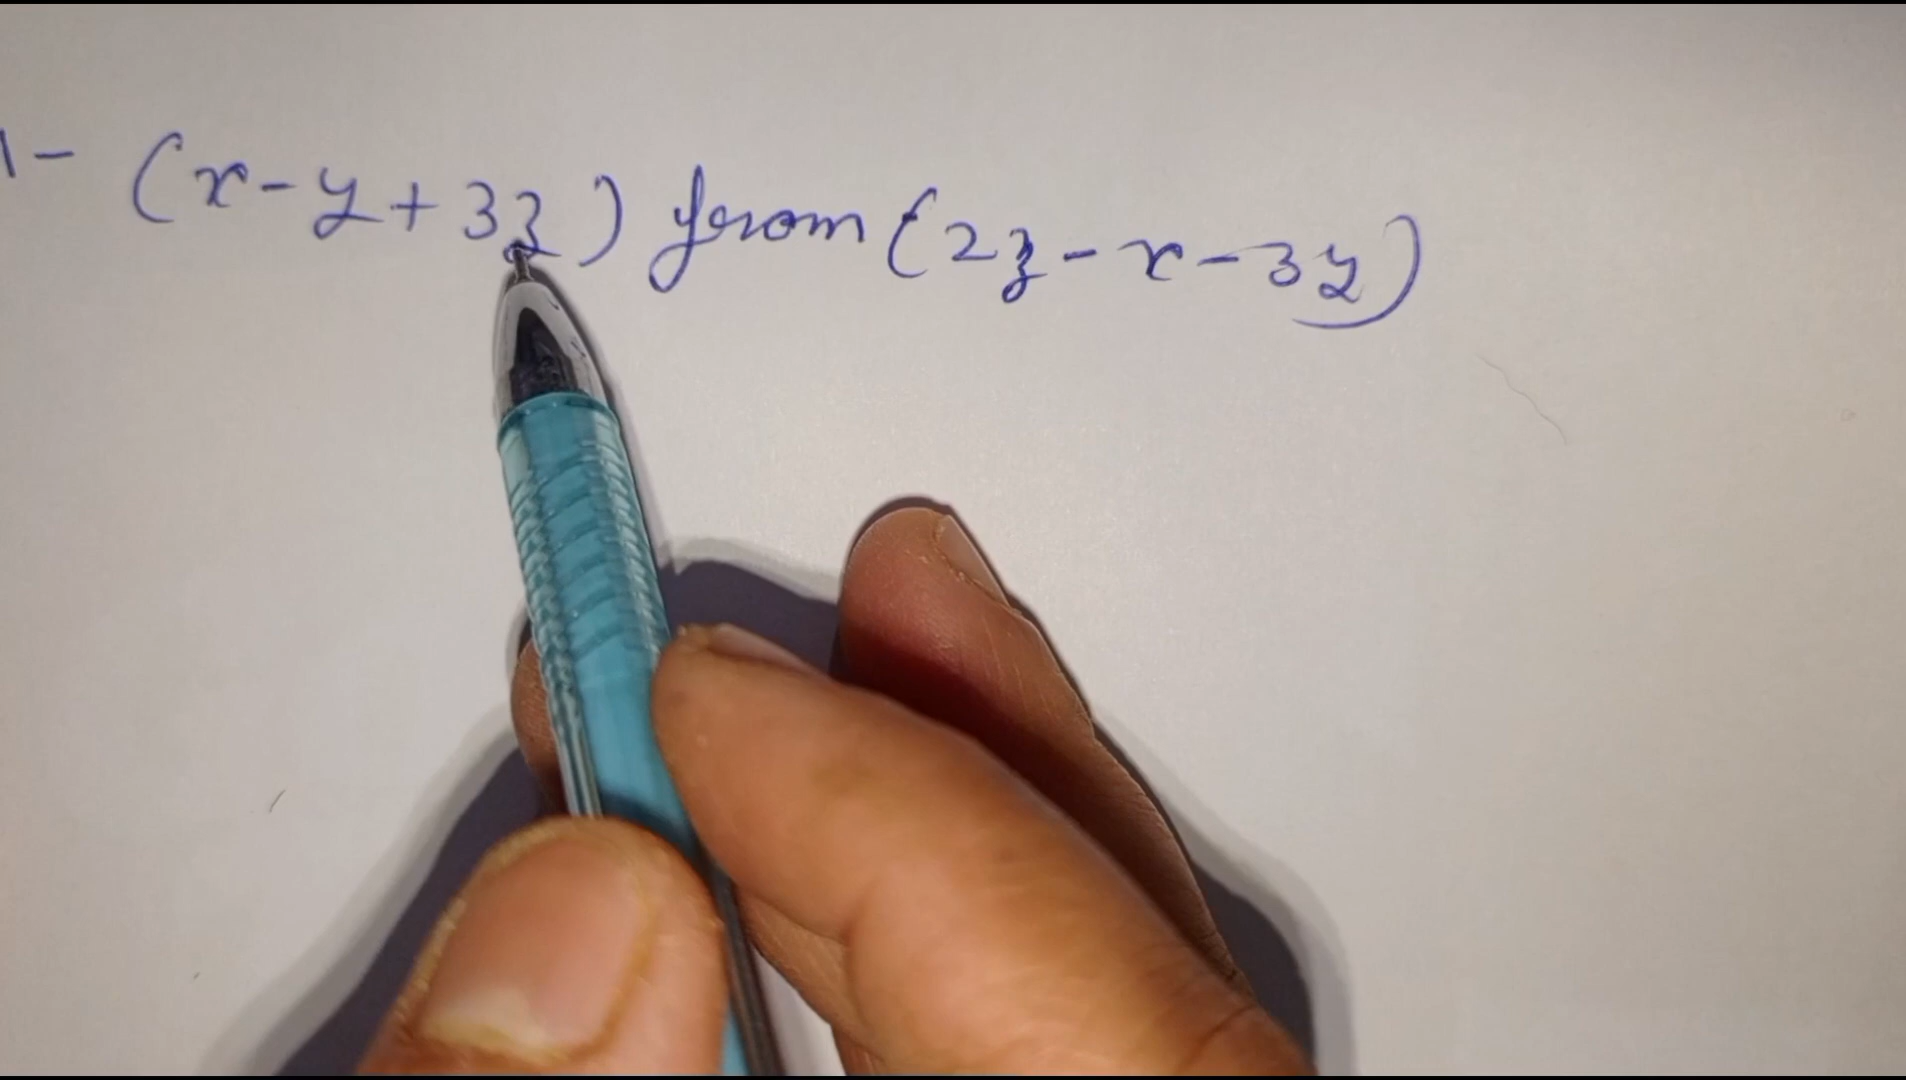 1- (x-y+3z) from (2z-x-3y)